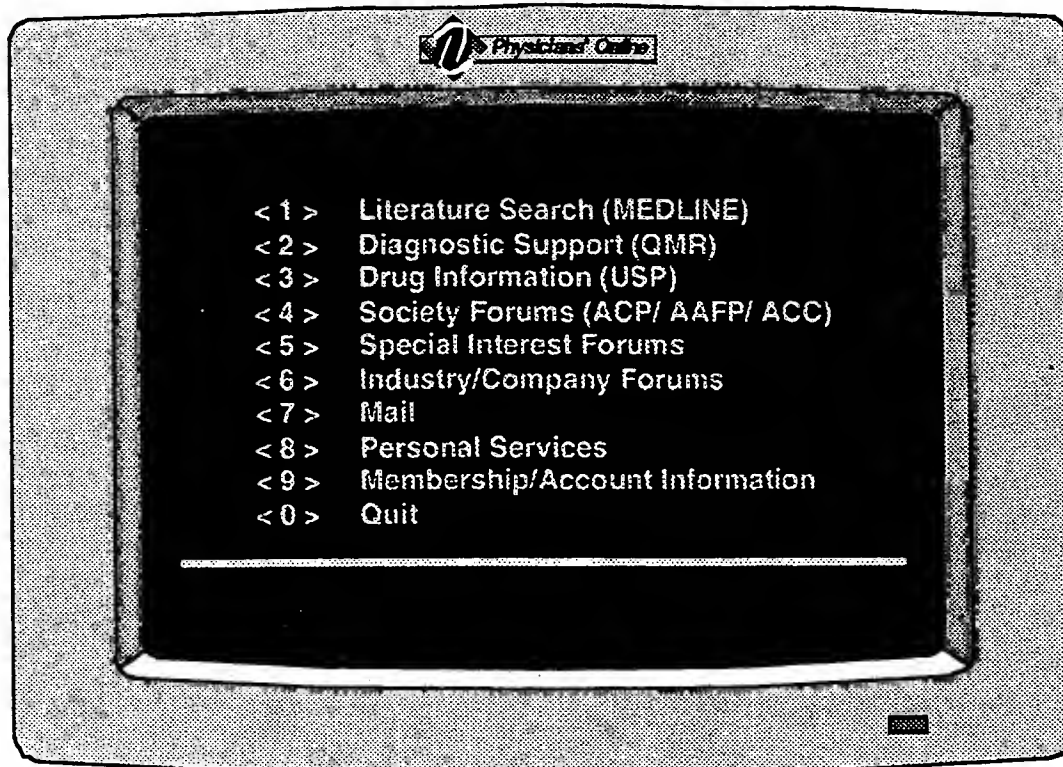 Physicians' Online
<1> Literature Search (MEDLINE)
<2> Diagnostic Support (QMR)
<3> Drug Information (USP)
<4> Society Forums (ACP/ AAFP/ ACC)
<5> Special Interest Forums
<6> Industry/Company Forums
<7> Mail
<8> Personal Services
<9> Membership/Account Information
<0> Quit